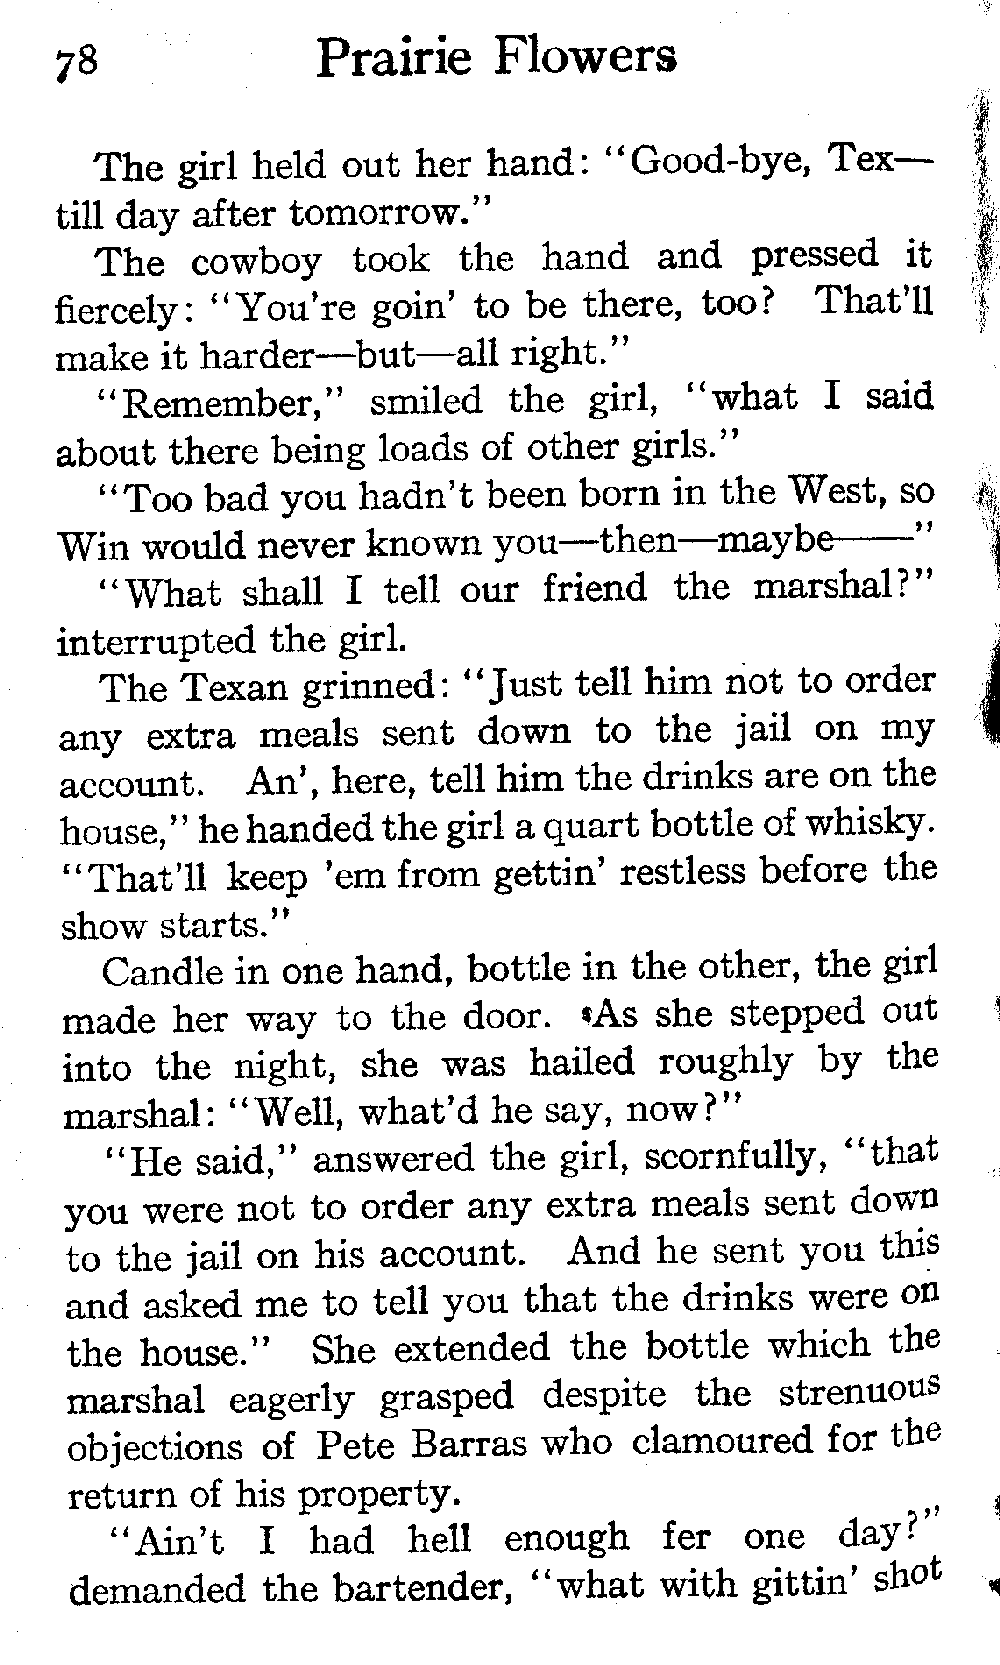 78 Prairie Flowers
The girl held out her hand: "Good-bye, Tex—
till day after tomorrow."
The cowboy took the hand and pressed it
fiercely: "You're goin' to be there, too? That'll
make it harder—but—all right."
"Remember," smiled the girl, "what I said
about there being loads of other girls."
"Too bad you hadn't been born in the West, so
Win would never known you—then—maybe——"
"What shall I tell our friend the marshal?"
interrupted the girl.
The Texan grinned: "Just tell him not to order
any extra meals sent down to the jail on my
account. An', here, tell him the drinks are on the
house," he handed the girl a quart bottle of whisky.
"That'll keep 'em from gettin' restless before the
show starts."
Candle in one hand, bottle in the other, the girl
made her way to the door. As she stepped out
into the night, she was hailed roughly by the
marshal: "Well, what'd he say, now?"
"He said," answered the girl, scornfully, "that
you were not to order any extra meals sent down
to the jail on his account. And he sent you this
and asked me to tell you that the drinks were on
the house." She extended the bottle which the
marshal eagerly grasped despite the strenuous
objections of Pete Barras who clamoured for the
return of his property.
"Ain't I had hell enough fer one day?"
demanded the bartender, "what with gittin' shot